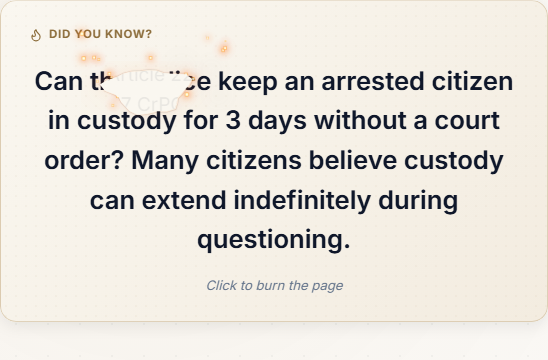 DID YOU KNOW?
Can th ce keep an arrested citizen
in custody for 3 days without a court
order? Many citizens believe custody
can extend indefinitely during
questioning.
Click to burn the page